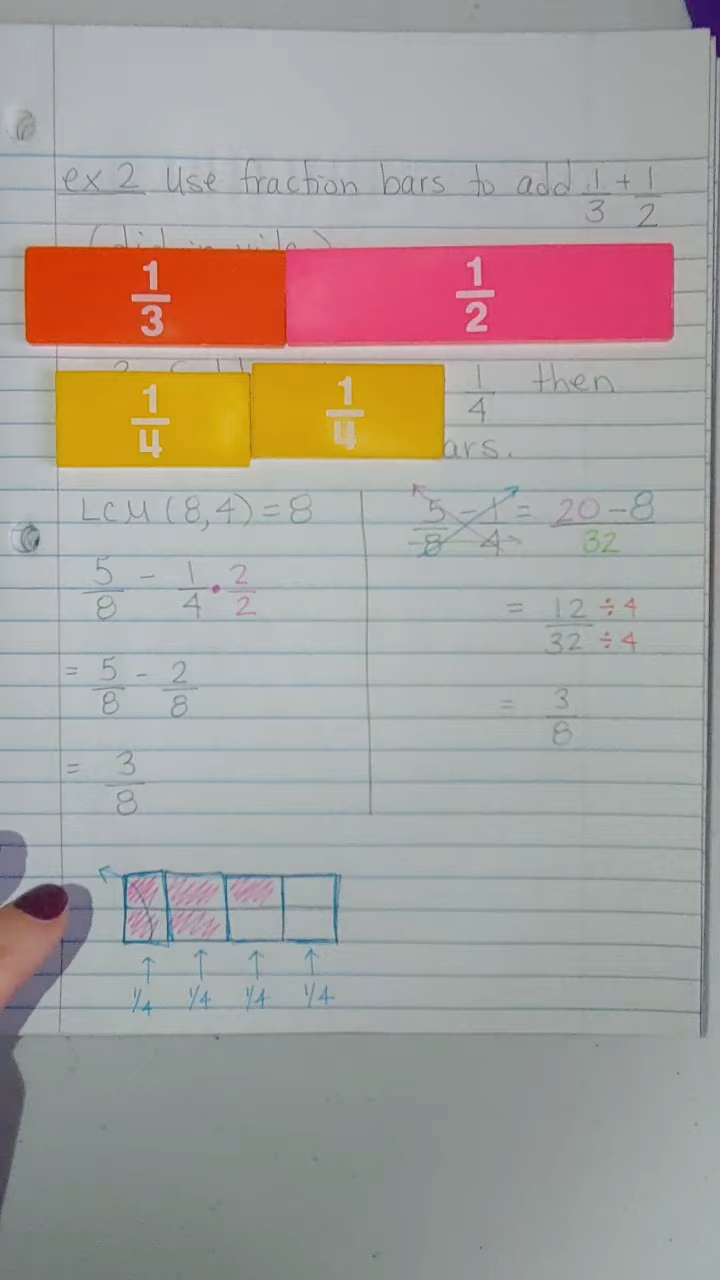 ex 2 Use fraction bars to add 1/3 + 1/2
1/3 1/2
1/4 then
1/4 1/4
ars.
LCM (8,4) = 8
5/8 - 1/4 • 2/2
= 5/8 - 2/8
= 3/8
5/8 - 1/4 = 20 - 8 / 32
= 12 ÷4 / 32 ÷4
= 3/8
1/4 1/4 1/4 1/4